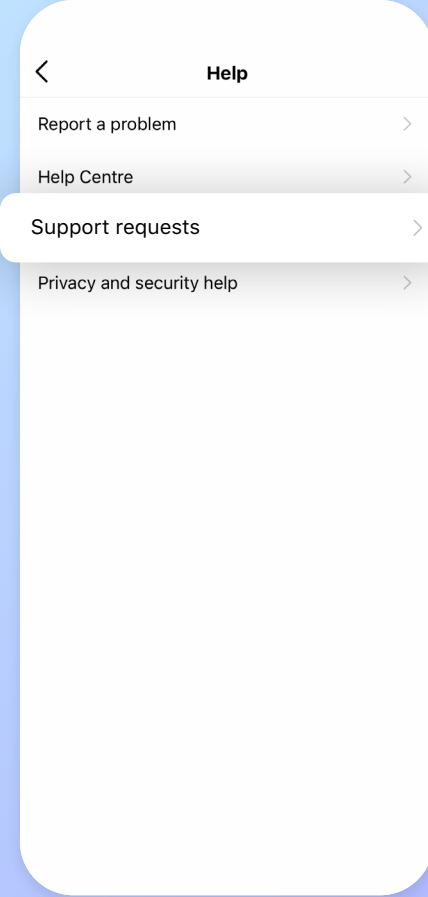 Help
Report a problem
Help Centre
Support requests
Privacy and security help